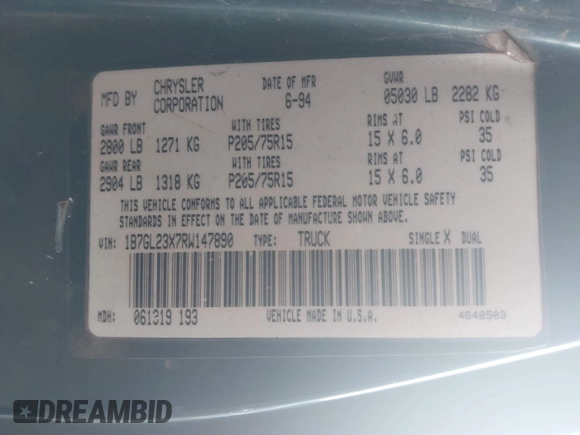 MFD BY CHRYSLER CORPORATION DATE OF MFR 6-94 GVWR 05030 LB 2282 KG
GAWR FRONT WITH TIRES RIMS AT PSI COLD
2800 LB 1271 KG P205/75R15 15 X 6.0 35
GAWR REAR WITH TIRES RIMS AT PSI COLD
2904 LB 1318 KG P205/75R15 15 X 6.0 35
THIS VEHICLE CONFORMS TO ALL APPLICABLE FEDERAL MOTOR VEHICLE SAFETY
STANDARDS IN EFFECT ON THE DATE OF MANUFACTURE SHOWN ABOVE.
VIN: 1B7GL23X7RW147890 TYPE: TRUCK SINGLE X DUAL
MDH: 061319 193 VEHICLE MADE IN U.S.A. 4648503
DREAMBID